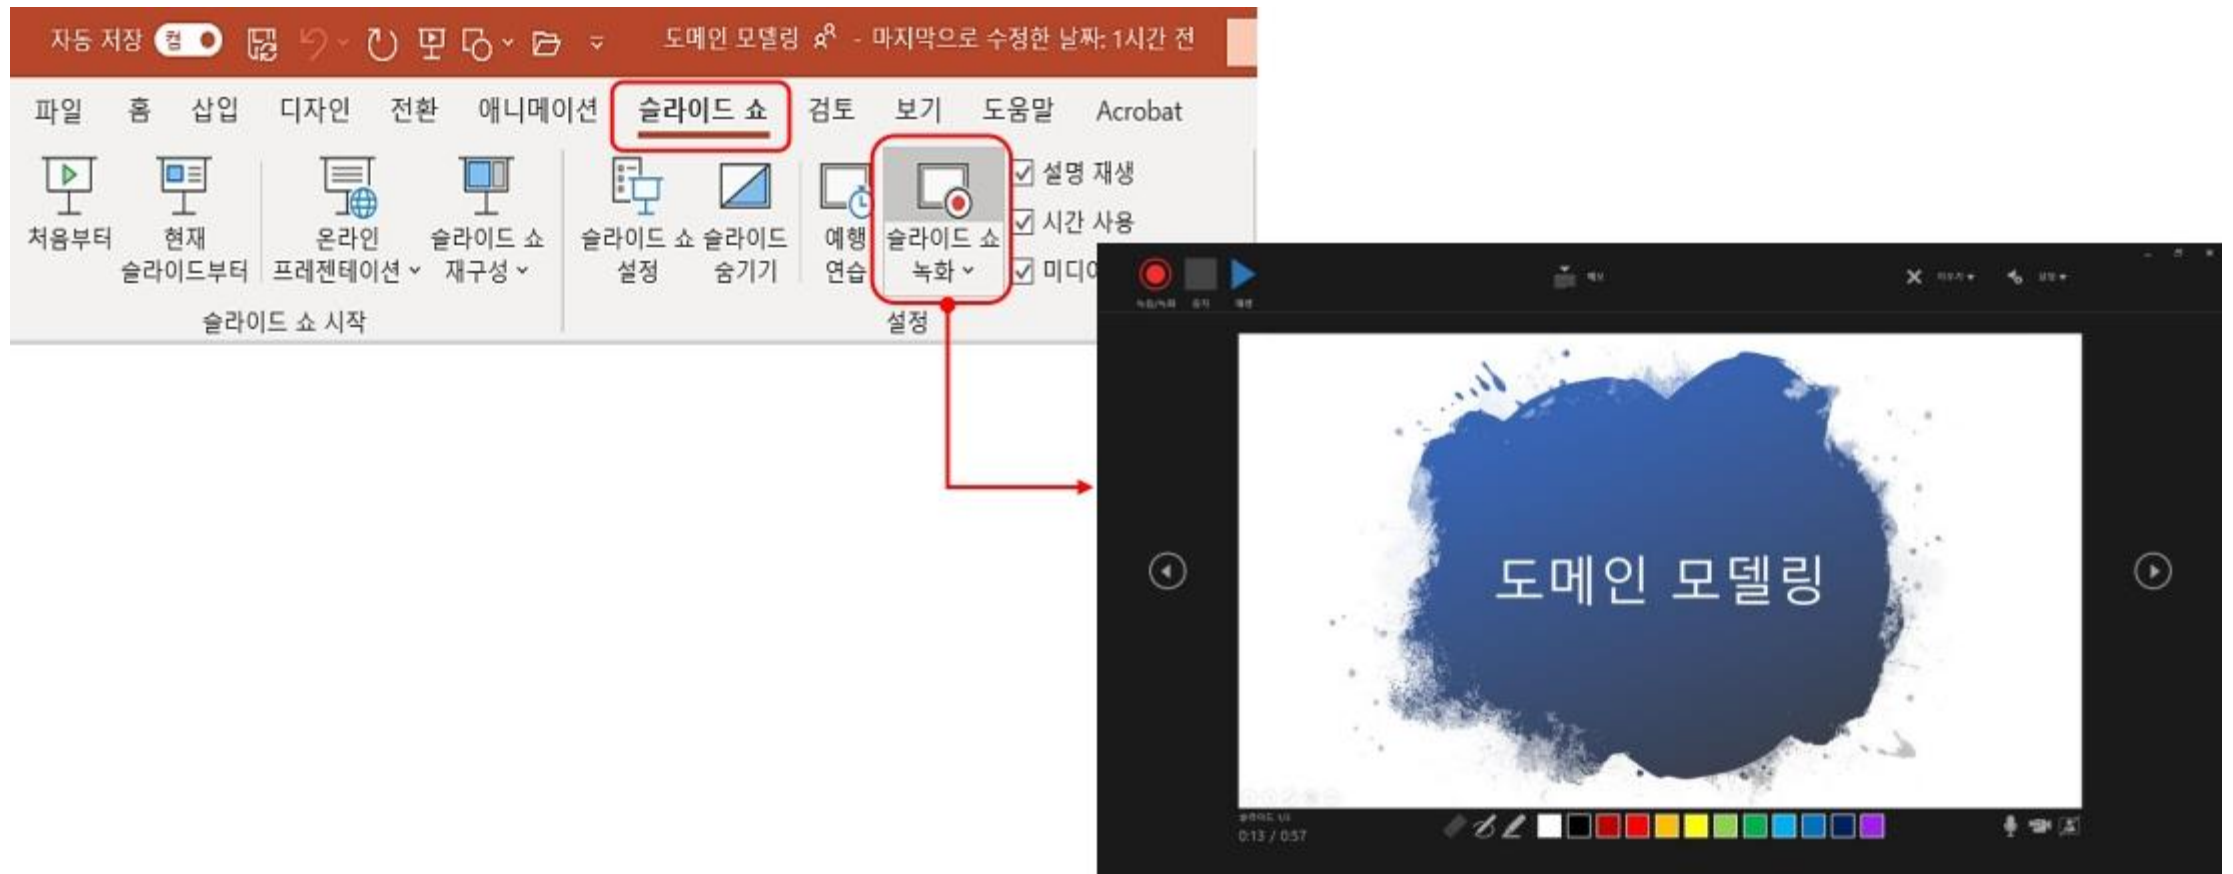 자동 저장 켬 도메인 모델링 - 마지막으로 수정한 날짜: 1시간 전
파일 홈 삽입 디자인 전환 애니메이션 슬라이드 쇼 검토 보기 도움말 Acrobat
처음부터
현재
슬라이드부터
온라인
프레젠테이션
슬라이드 쇼
재구성
슬라이드 쇼
설정
슬라이드
숨기기
예행
연습
슬라이드 쇼
녹화
설명 재생
시간 사용
미디어
슬라이드 쇼 시작
설정
도메인 모델링
0:13 / 0:57